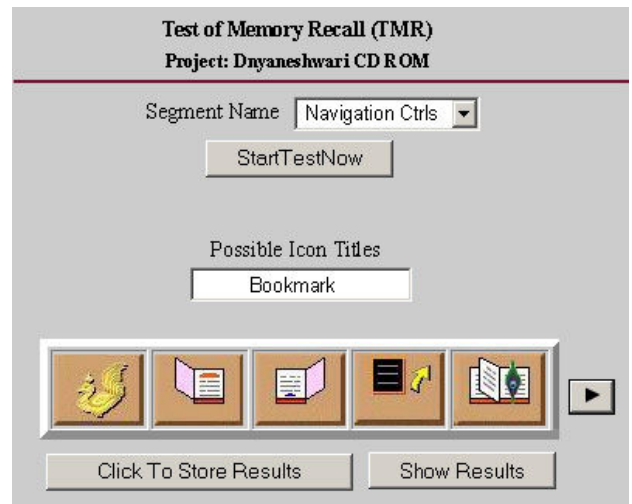 Test of Memory Recall (TMR)
Project: Dnyaneshwari CD ROM
Segment Name Navigation Ctrls
StartTestNow
Possible Icon Titles
Bookmark
Click To Store Results Show Results